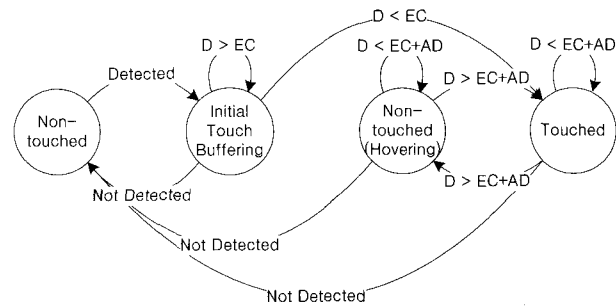 D < EC
D > EC
D < EC+AD
D < EC+AD
Detected
D > EC+AD
Non-
touched
Initial
Touch
Buffering
Non-
touched
(Hovering)
Touched
D > EC+AD
Not Detected
Not Detected
Not Detected